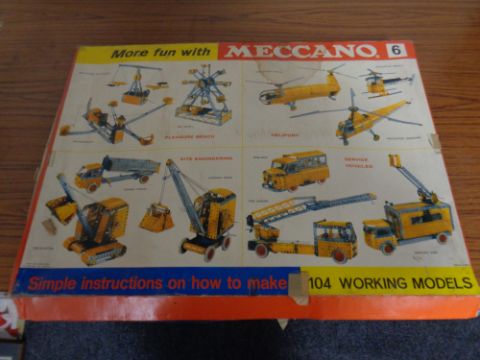 More fun with MECCANO 6
PLEASURE BEACH
HELIPORT
SITE ENGINEERING
SERVICE VEHICLES
Simple instructions on how to make 104 WORKING MODELS